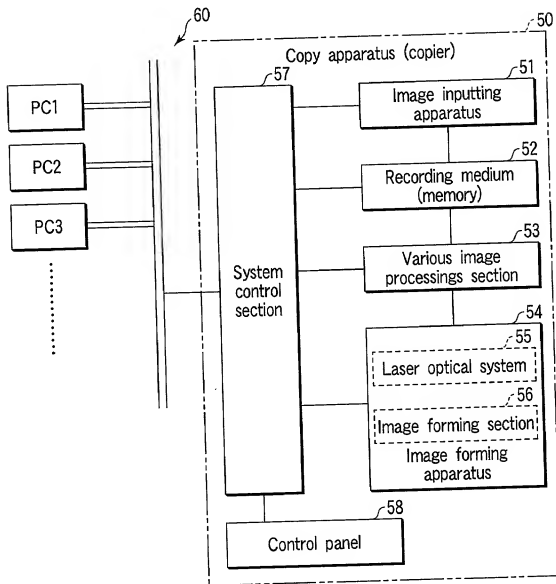 60
50
Copy apparatus (copier)
57
51
PC1
Image inputting
apparatus
52
PC2
Recording medium
(memory)
PC3
53
System
control
section
Various image
processings section
54
55
Laser optical system
56
Image forming section
Image forming
apparatus
58
Control panel